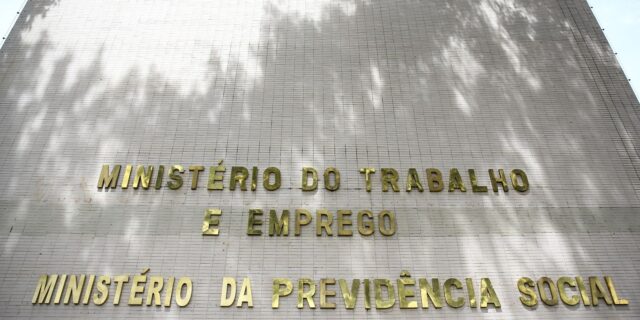 MINISTÉRIO DO TRABALHO
E EMPREGO
MINISTÉRIO DA PREVIDÊNCIA SOCIAL